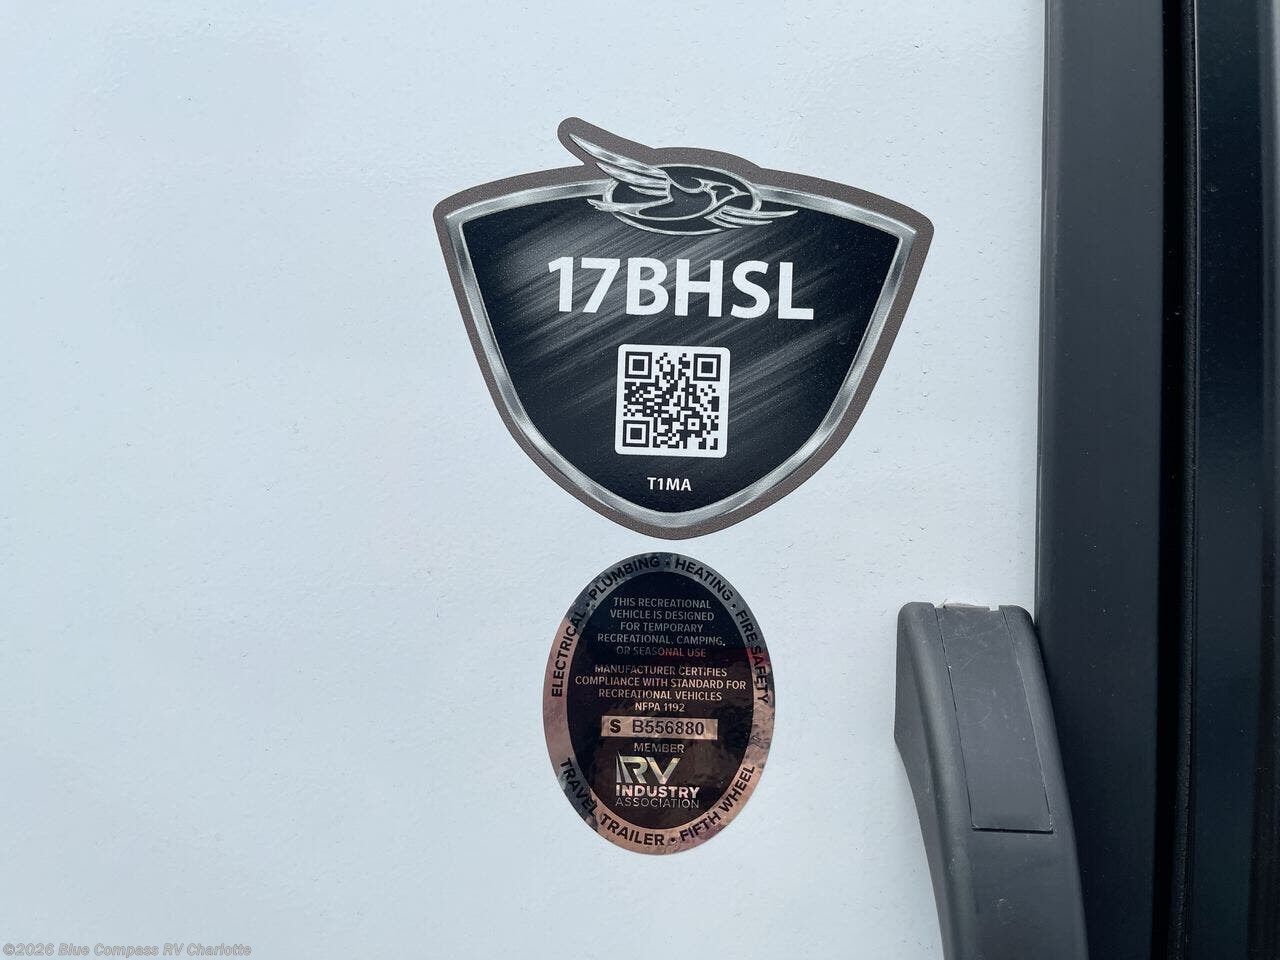 17BHSL
T1MA
ELECTRICAL • PLUMBING • HEATING • FIRE SAFETY
THIS RECREATIONAL
VEHICLE IS DESIGNED
FOR TEMPORARY
RECREATIONAL, CAMPING,
OR SEASONAL USE
MANUFACTURER CERTIFIES
COMPLIANCE WITH STANDARD FOR
RECREATIONAL VEHICLES
NFPA 1192
S B556880
MEMBER
RV
INDUSTRY
ASSOCIATION
TRAVEL TRAILER • FIFTH WHEEL
©2026 Blue Compass RV Charlotte